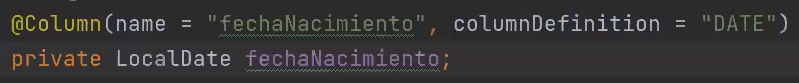 @Column(name = "fechaNacimiento", columnDefinition = "DATE")
private LocalDate fechaNacimiento;